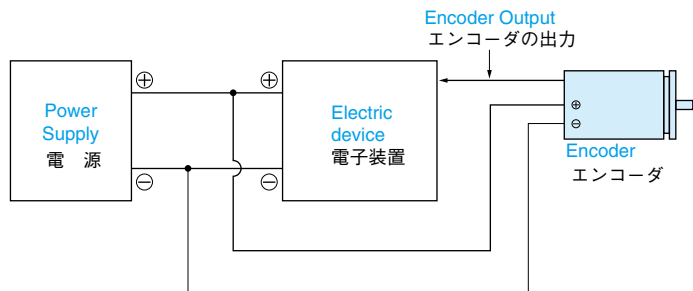 Encoder Output
エンコーダの出力
⊕
⊕
Power
Supply
電 源
Electric
device
電子装置
⊕
⊖
⊖
⊖
Encoder
エンコーダ